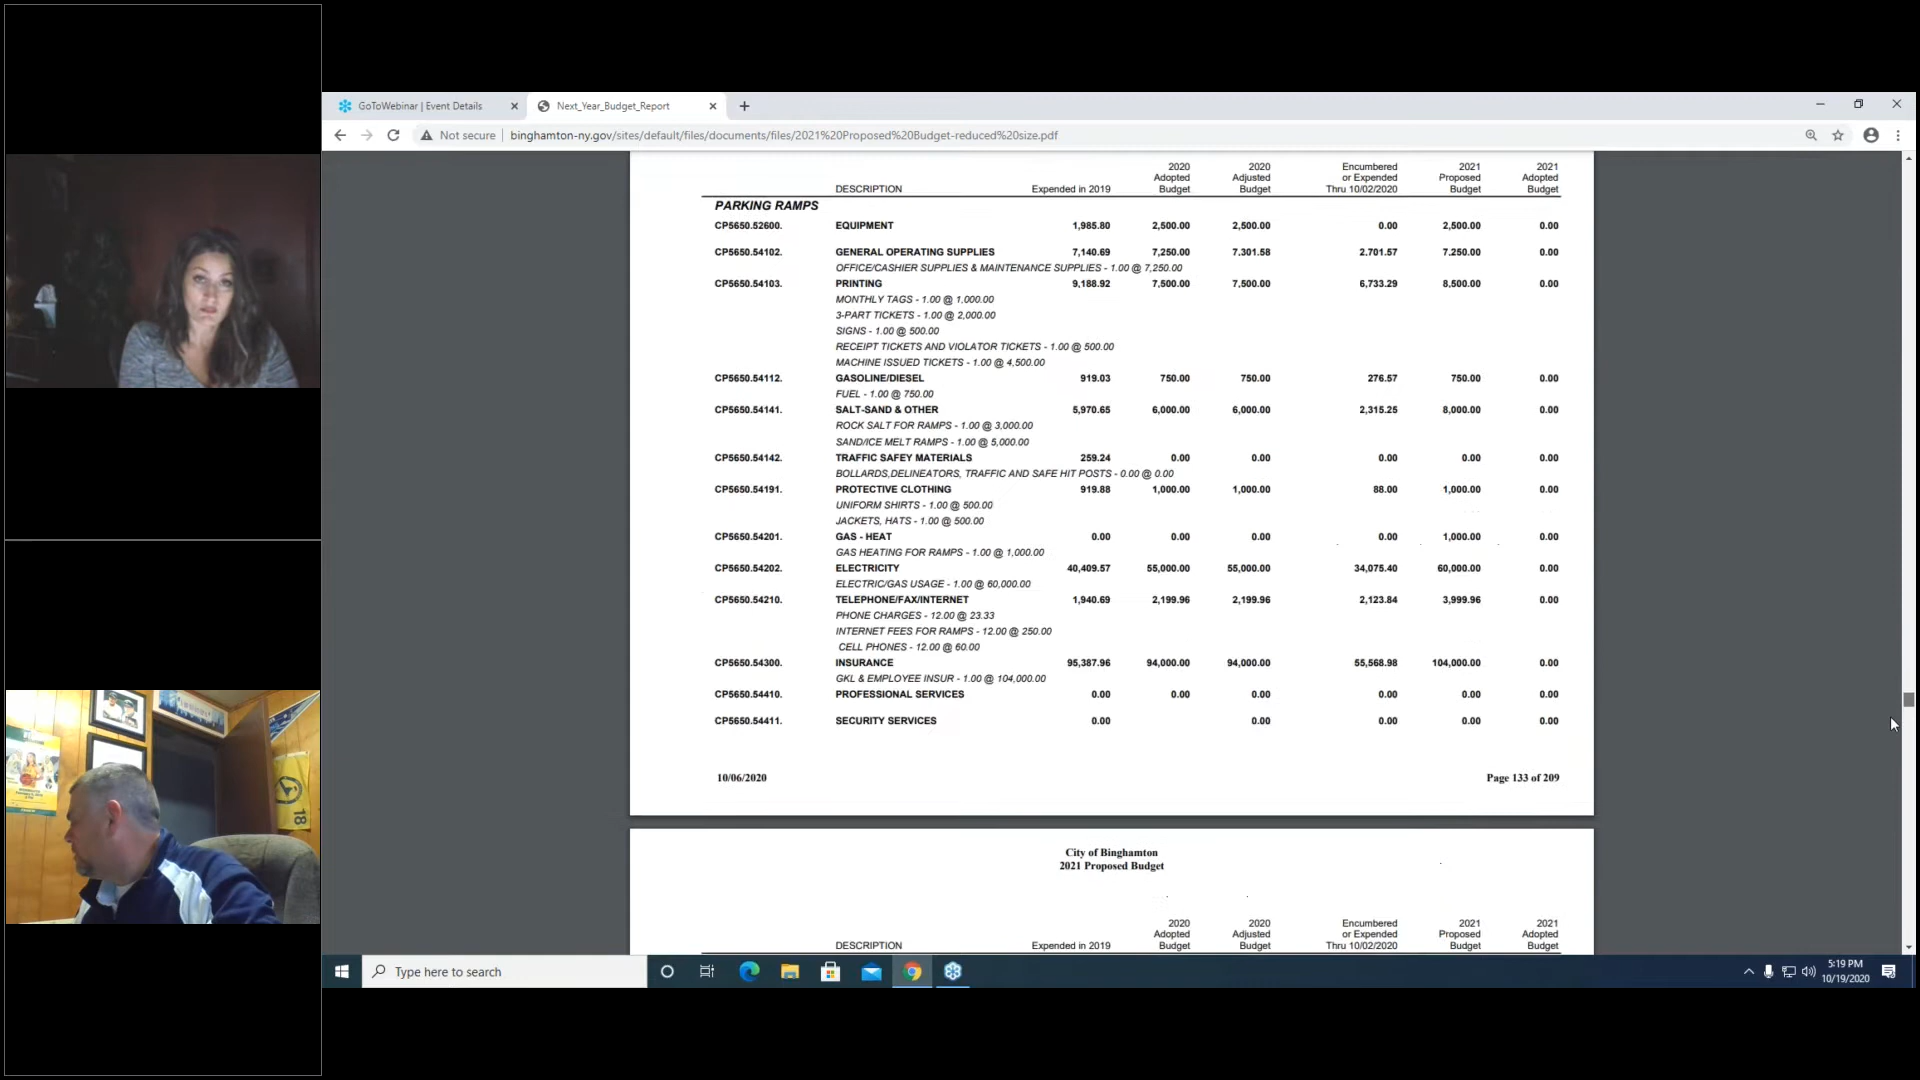 GoToWebinar | Event Details
Next_Year_Budget_Report
Not secure | binghamton-ny.gov/sites/default/files/documents/files/2021%20Proposed%20Budget-reduced%20size.pdf
DESCRIPTION Expended in 2019 2020 Adopted Budget 2020 Adjusted Budget Encumbered or Expended Thru 10/02/2020 2021 Proposed Budget 2021 Adopted Budget
PARKING RAMPS
CP5650.52600. EQUIPMENT 1,985.80 2,500.00 2,500.00 0.00 2,500.00 0.00
CP5650.54102. GENERAL OPERATING SUPPLIES 7,140.69 7,250.00 7,301.58 2.701.57 7.250.00 0.00
OFFICE/CASHIER SUPPLIES & MAINTENANCE SUPPLIES - 1.00 @ 7,250.00
CP5650.54103. PRINTING 9,188.92 7,500.00 7,500.00 6,733.29 8,500.00 0.00
MONTHLY TAGS - 1.00 @ 1,000.00
3-PART TICKETS - 1.00 @ 2,000.00
SIGNS - 1.00 @ 500.00
RECEIPT TICKETS AND VIOLATOR TICKETS - 1.00 @ 500.00
MACHINE ISSUED TICKETS - 1.00 @ 4,500.00
CP5650.54112. GASOLINE/DIESEL 919.03 750.00 750.00 276.57 750.00 0.00
FUEL - 1.00 @ 750.00
CP5650.54141. SALT-SAND & OTHER 5,970.65 6,000.00 6,000.00 2,315.25 8,000.00 0.00
ROCK SALT FOR RAMPS - 1.00 @ 3,000.00
SAND/ICE MELT RAMPS - 1.00 @ 5,000.00
CP5650.54142. TRAFFIC SAFEY MATERIALS 259.24 0.00 0.00 0.00 0.00 0.00
BOLLARDS,DELINEATORS, TRAFFIC AND SAFE HIT POSTS - 0.00 @ 0.00
CP5650.54191. PROTECTIVE CLOTHING 919.88 1,000.00 1,000.00 88.00 1,000.00 0.00
UNIFORM SHIRTS - 1.00 @ 500.00
JACKETS, HATS - 1.00 @ 500.00
CP5650.54201. GAS - HEAT 0.00 0.00 0.00 0.00 1,000.00 0.00
GAS HEATING FOR RAMPS - 1.00 @ 1,000.00
CP5650.54202. ELECTRICITY 40,409.57 55,000.00 55,000.00 34,075.40 60,000.00 0.00
ELECTRIC/GAS USAGE - 1.00 @ 60,000.00
CP5650.54210. TELEPHONE/FAX/INTERNET 1,940.69 2,199.96 2,199.96 2,123.84 3,999.96 0.00
PHONE CHARGES - 12.00 @ 23.33
INTERNET FEES FOR RAMPS - 12.00 @ 250.00
CELL PHONES - 12.00 @ 60.00
CP5650.54300. INSURANCE 95,387.96 94,000.00 94,000.00 55,568.98 104,000.00 0.00
GKL & EMPLOYEE INSUR - 1.00 @ 104,000.00
CP5650.54410. PROFESSIONAL SERVICES 0.00 0.00 0.00 0.00 0.00 0.00
CP5650.54411. SECURITY SERVICES 0.00 0.00 0.00 0.00 0.00
10/06/2020 Page 133 of 209
City of Binghamton
2021 Proposed Budget
DESCRIPTION Expended in 2019 2020 Adopted Budget 2020 Adjusted Budget Encumbered or Expended Thru 10/02/2020 2021 Proposed Budget 2021 Adopted Budget
Type here to search
5:19 PM
10/19/2020
18